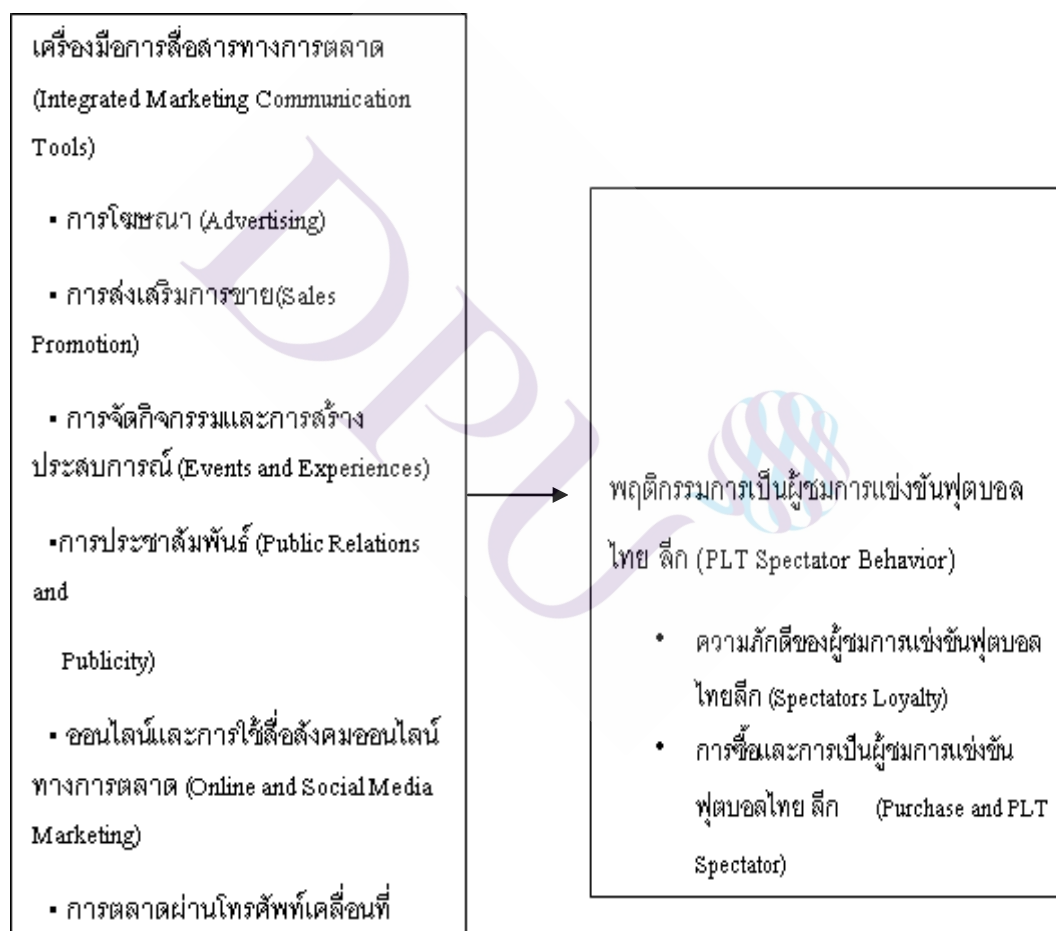 เครื่องมือการสื่อสารทางการตลาด
(Integrated Marketing Communication
Tools)
▪ การโฆษณา (Advertising)
▪ การส่งเสริมการขาย(Sales
Promotion)
▪ การจัดกิจกรรมและการสร้าง
ประสบการณ์ (Events and Experiences)
▪การประชาสัมพันธ์ (Public Relations
and
Publicity)
▪ ออนไลน์และการใช้สื่อสังคมออนไลน์
ทางการตลาด (Online and Social Media
Marketing)
▪ การตลาดผ่านโทรศัพท์เคลื่อนที่
DPU
พฤติกรรมการเป็นผู้ชมการแข่งขันฟุตบอล
ไทย ลีก (PLT Spectator Behavior)
• ความภักดีของผู้ชมการแข่งขันฟุตบอล
ไทยลีก (Spectators Loyalty)
• การซื้อและการเป็นผู้ชมการแข่งขัน
ฟุตบอลไทย ลีก (Purchase and PLT
Spectator)